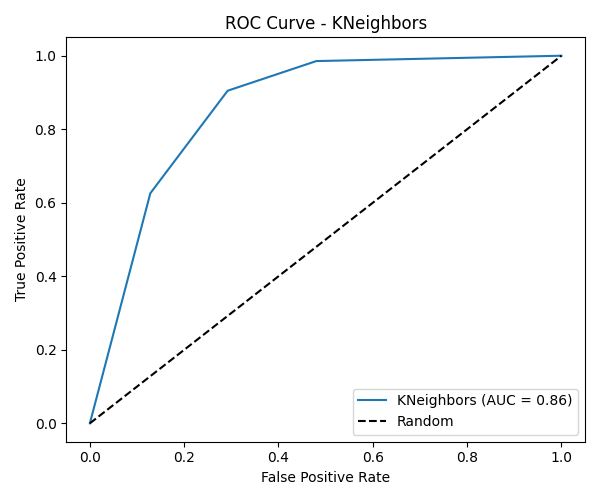 ROC Curve - KNeighbors
True Positive Rate
1.0
0.8
0.6
0.4
0.2
0.0
0.0 0.2 0.4 0.6 0.8 1.0
False Positive Rate
KNeighbors (AUC = 0.86)
Random